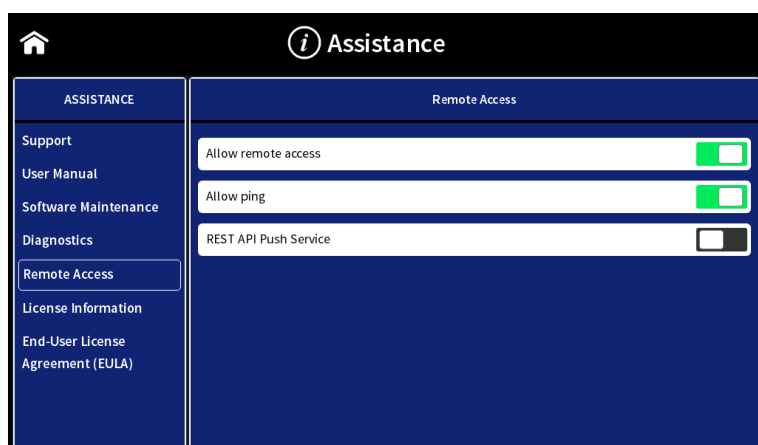 Assistance
ASSISTANCE
Support
User Manual
Software Maintenance
Diagnostics
Remote Access
License Information
End-User License
Agreement (EULA)
Remote Access
Allow remote access
Allow ping
REST API Push Service